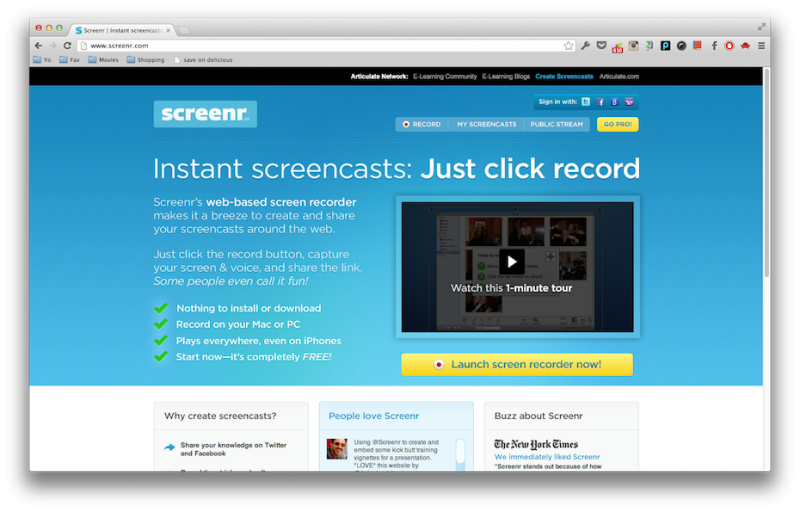 Screenr | Instant screencasts
www.screenr.com
Yo Fav Movies Shopping save on delicious
Articulate Network: E-Learning Community E-Learning Blogs Create Screencasts Articulate.com
screenr
Sign in with:
RECORD MY SCREENCASTS PUBLIC STREAM GO PRO!
Instant screencasts: Just click record
Screenr's web-based screen recorder
makes it a breeze to create and share
your screencasts around the web.
Just click the record button, capture
your screen & voice, and share the link.
Some people even call it fun!
Nothing to install or download
Record on your Mac or PC
Plays everywhere, even on iPhones
Start now—it's completely FREE!
Watch this 1-minute tour
Launch screen recorder now!
Why create screencasts?
Share your knowledge on Twitter
and Facebook
People love Screenr
Using @Screenr to create and
embed some kick butt training
vignettes for a presentation.
*LOVE* this website by
Buzz about Screenr
The New York Times
We immediately liked Screenr
"Screenr stands out because of how